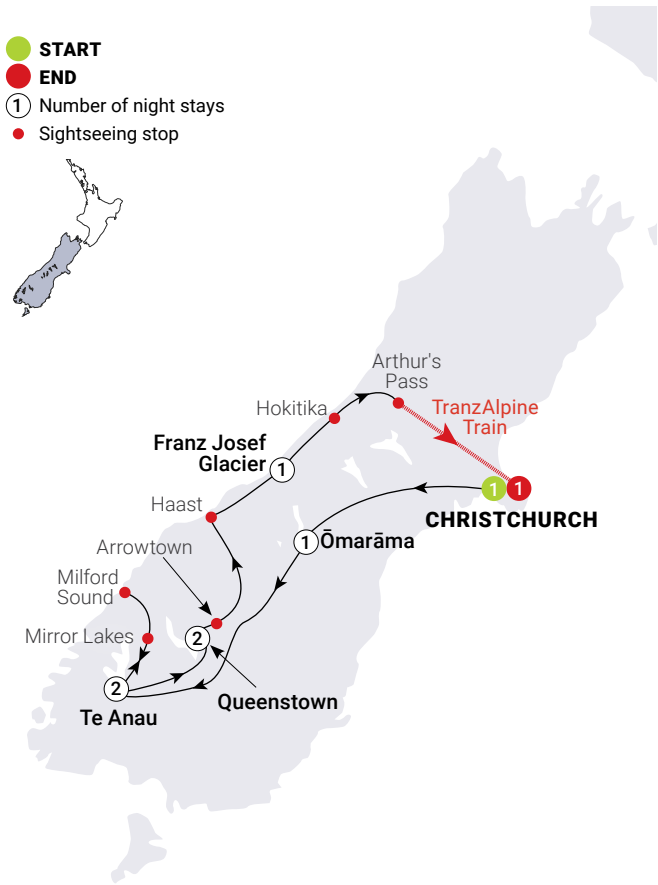 START
END
1 Number of night stays
Sightseeing stop
Arthur's
Pass
TranzAlpine
Train
Hokitika
Franz Josef
Glacier
1
1 1
CHRISTCHURCH
Haast
1 Ōmarāma
Arrowtown
Milford
Sound
Mirror Lakes
2
2
Queenstown
Te Anau